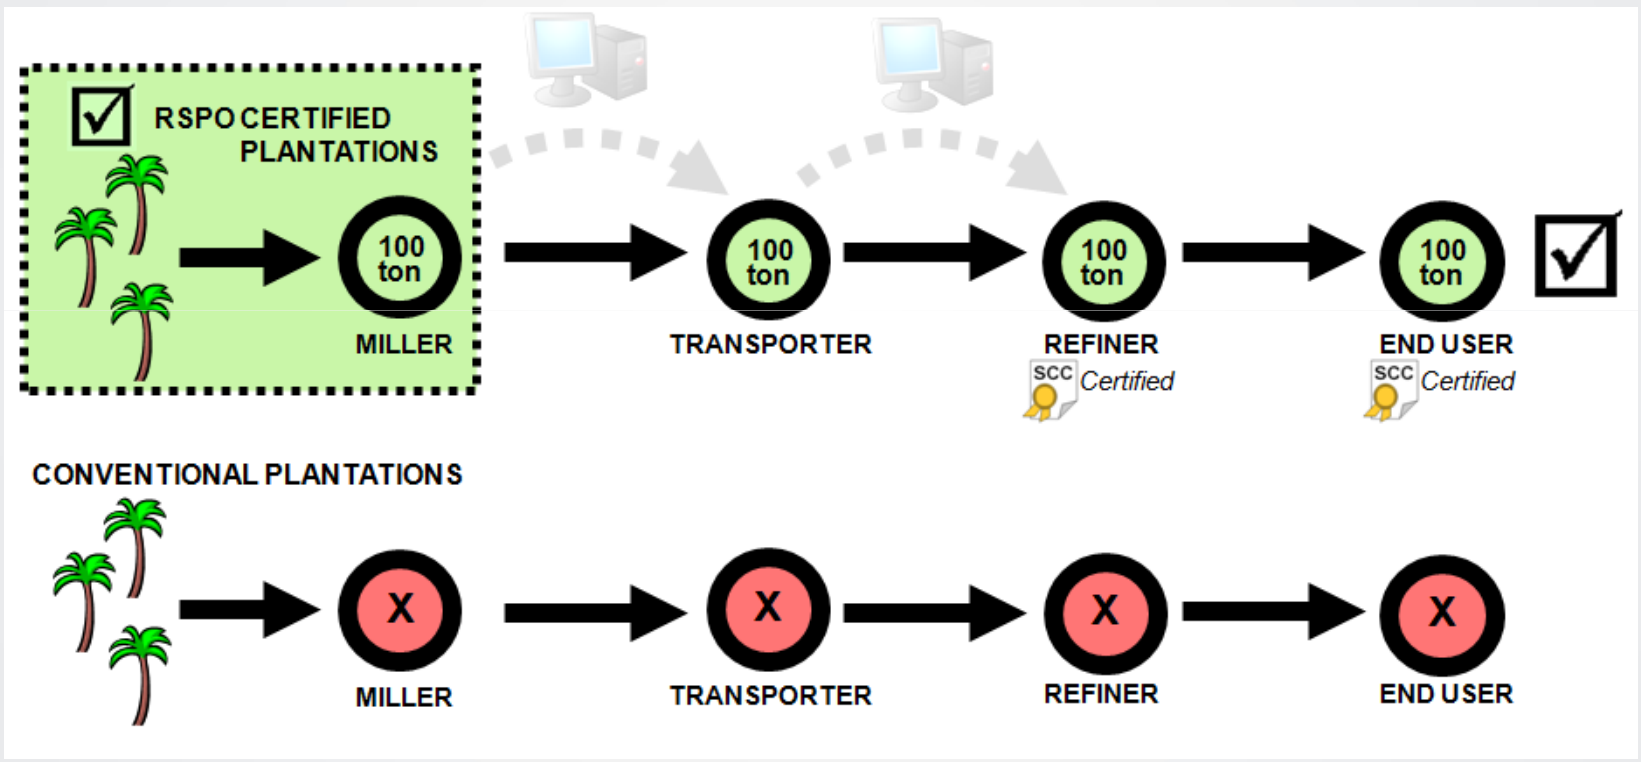 RSPO CERTIFIED
PLANTATIONS
100
ton
100
ton
100
ton
100
ton
MILLER
TRANSPORTER
REFINER
END USER
SCC
Certified
SCC
Certified
CONVENTIONAL PLANTATIONS
X
X
X
X
MILLER
TRANSPORTER
REFINER
END USER